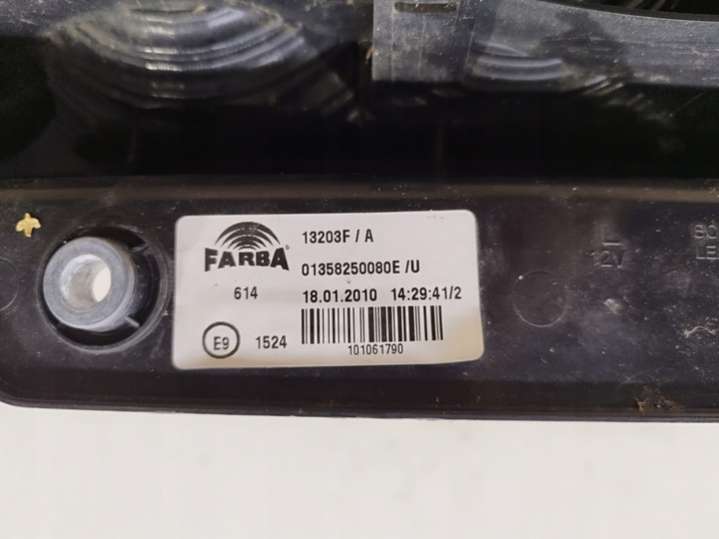 FARBA
13203F / A
01358250080E /U
614
18.01.2010 14:29:41/2
E9
1524
101061790
12V